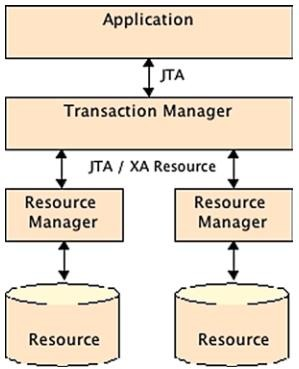 Application
JTA
Transaction Manager
JTA / XA Resource
Resource
Manager
Resource
Manager
Resource
Resource